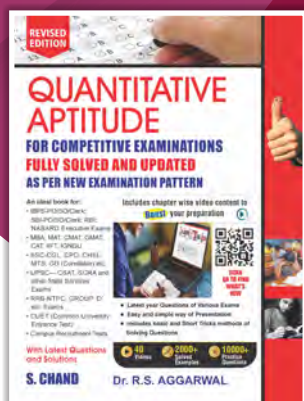 REVISED
EDITION
QUANTITATIVE
APTITUDE
FOR COMPETITIVE EXAMINATIONS
FULLY SOLVED AND UPDATED
AS PER NEW EXAMINATION PATTERN
An ideal book for:
• IBPS-PO/SO/Clerk,
SBI-PO/SO/Clerk, RBI,
NABARD Executive Exams
• MBA, MAT, CMAT, GMAT,
CAT, IIFT, IGNOU
• SSC-CGL, CPO, CHSL,
MTS, GD (Constable) etc.
• UPSC— CSAT, SCRA and
other State Services
Exams
• RRB-NTPC, GROUP 'D'
etc. Exams
• CUET (Common University
Entrance Test)
• Campus Recruitment Tests
With Latest Questions
and Solutions
Includes chapter wise video content to
Boost your preparation
SCAN
QR TO FIND
WHAT'S
NEW
• Latest year Questions of Various Exams
• Easy and simple way of Presentation
• Includes basic and Short Tricks methods of
Solving Questions
40
Videos
2000+
Solved
Examples
10000+
Practice
Questions
S. CHAND
Dr. R.S. AGGARWAL